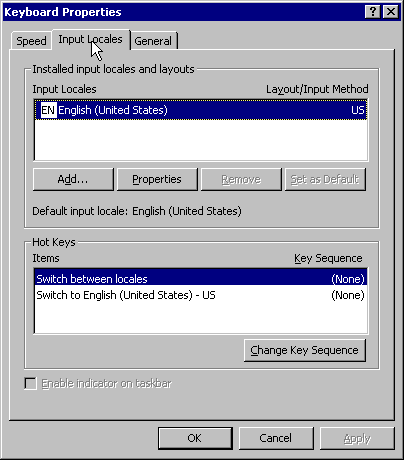 Keyboard Properties
Speed Input Locales General
Installed input locales and layouts
Input Locales Layout/Input Method
EN English (United States) US
Add... Properties Remove Set as Default
Default input locale: English (United States)
Hot Keys
Items Key Sequence
Switch between locales (None)
Switch to English (United States) - US (None)
Change Key Sequence
Enable indicator on taskbar
OK Cancel Apply